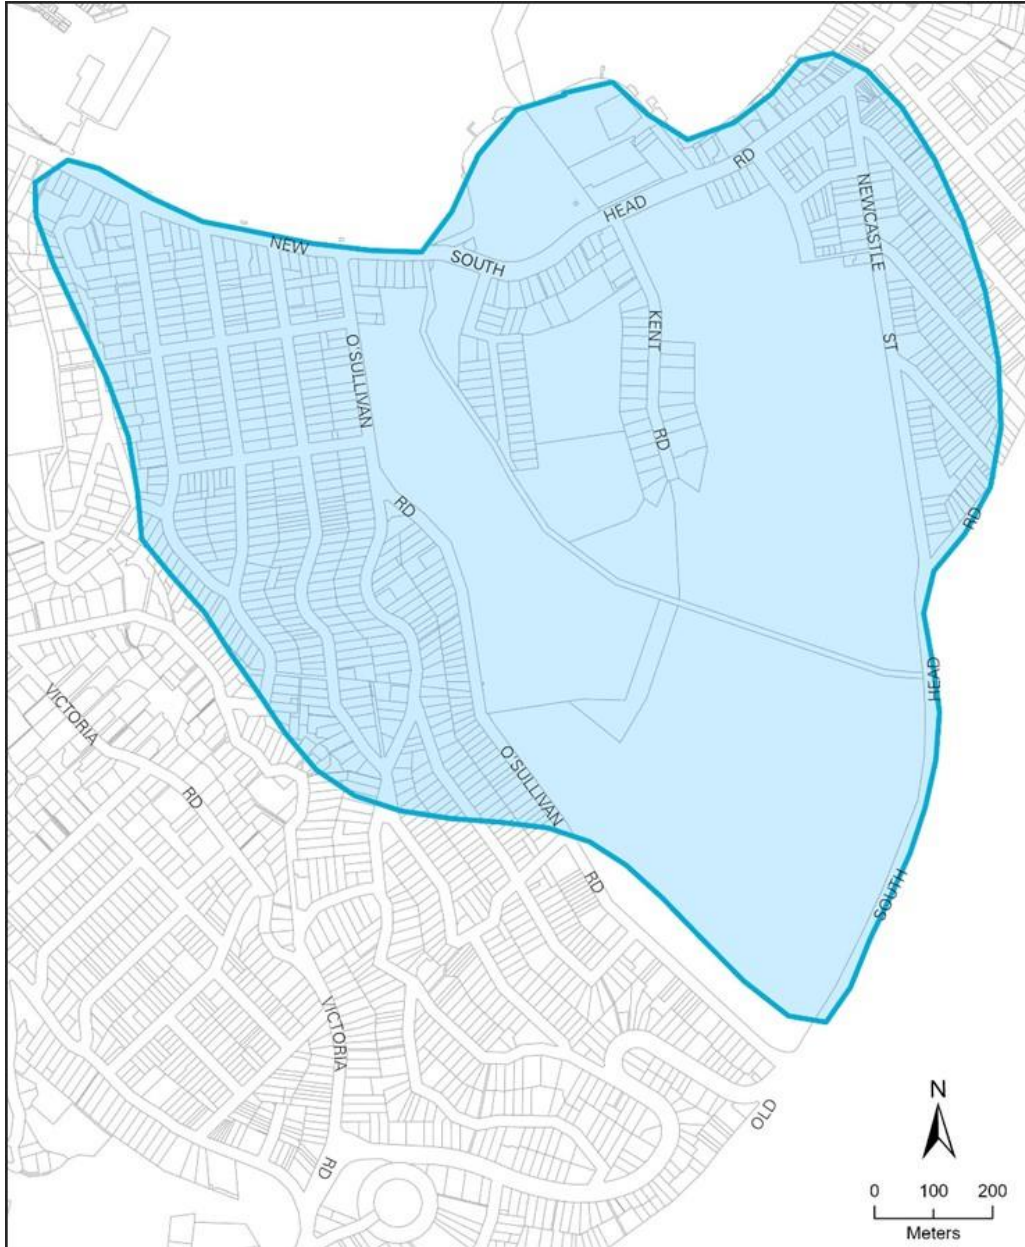 RD
NEWCASTLE
HEAD
NEW
SOUTH
KENT
O'SULLIVAN
ST
RD
RD
RD
HEAD
VICTORIA
O'SULLIVAN
RD
RD
SOUTH
VICTORIA
N
OLD
RD
0 100 200
Meters